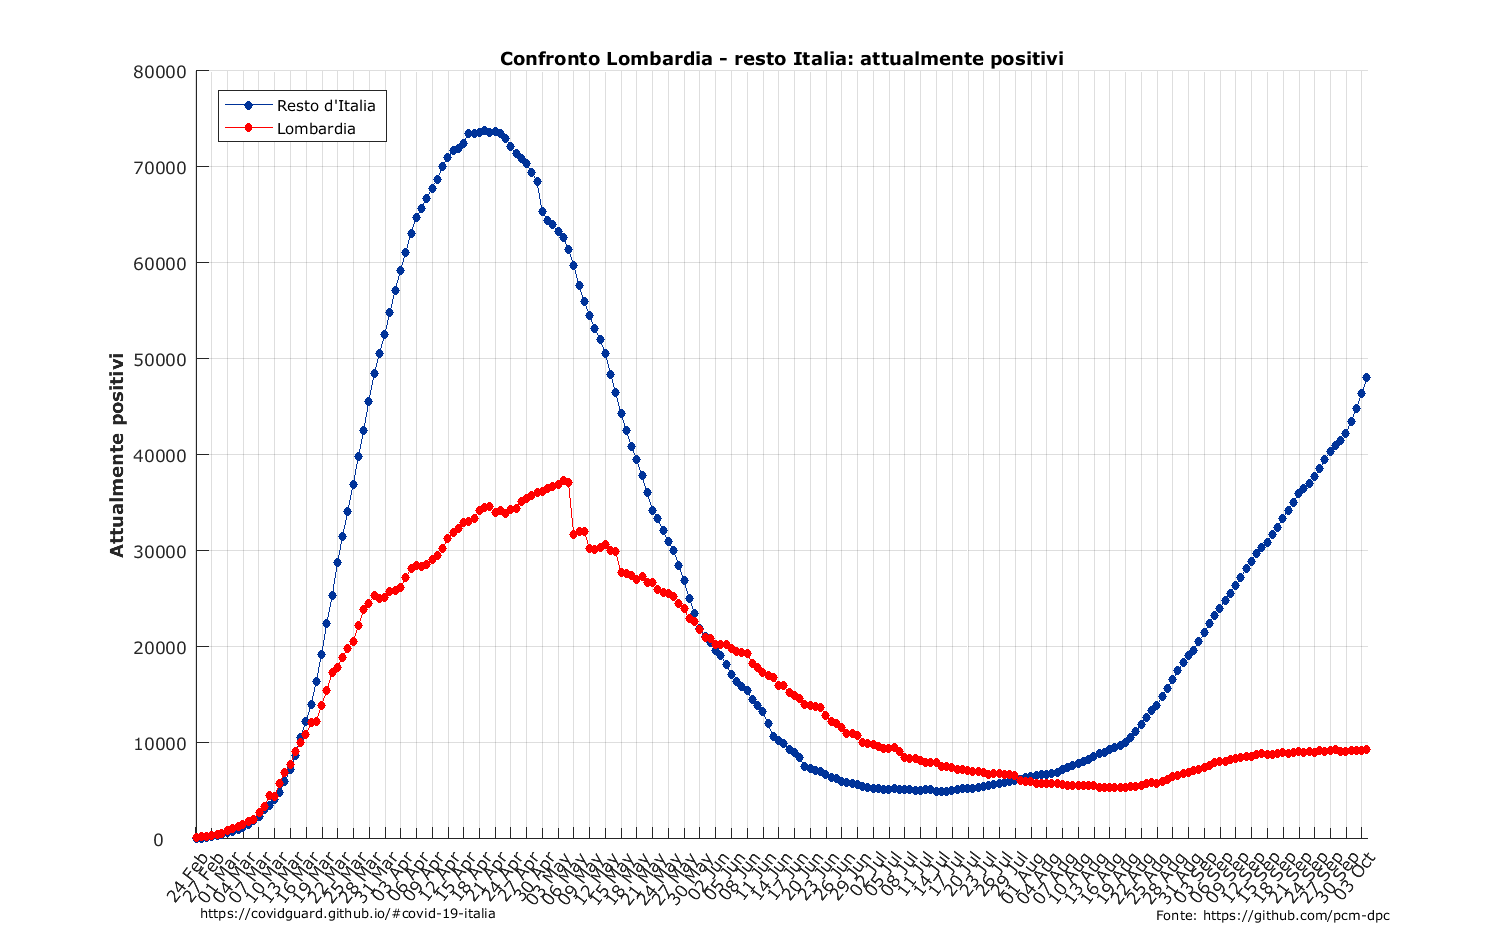 Confronto Lombardia - resto Italia: attualmente positivi
Resto d'Italia
Lombardia
Attualmente positivi
80000
70000
60000
50000
40000
30000
20000
10000
0
24 Feb
27 Feb
01 Mar
04 Mar
07 Mar
10 Mar
13 Mar
16 Mar
19 Mar
22 Mar
25 Mar
28 Mar
31 Mar
03 Apr
06 Apr
09 Apr
12 Apr
15 Apr
18 Apr
21 Apr
24 Apr
27 Apr
30 Apr
03 May
06 May
09 May
12 May
15 May
18 May
21 May
24 May
27 May
30 May
02 Jun
05 Jun
08 Jun
11 Jun
14 Jun
17 Jun
20 Jun
23 Jun
26 Jun
29 Jun
02 Jul
05 Jul
08 Jul
11 Jul
14 Jul
17 Jul
20 Jul
23 Jul
26 Jul
29 Jul
01 Aug
04 Aug
07 Aug
10 Aug
13 Aug
16 Aug
19 Aug
22 Aug
25 Aug
28 Aug
31 Aug
03 Sep
06 Sep
09 Sep
12 Sep
15 Sep
18 Sep
21 Sep
24 Sep
27 Sep
30 Sep
03 Oct
https://covidguard.github.io/#covid-19-italia
Fonte: https://github.com/pcm-dpc